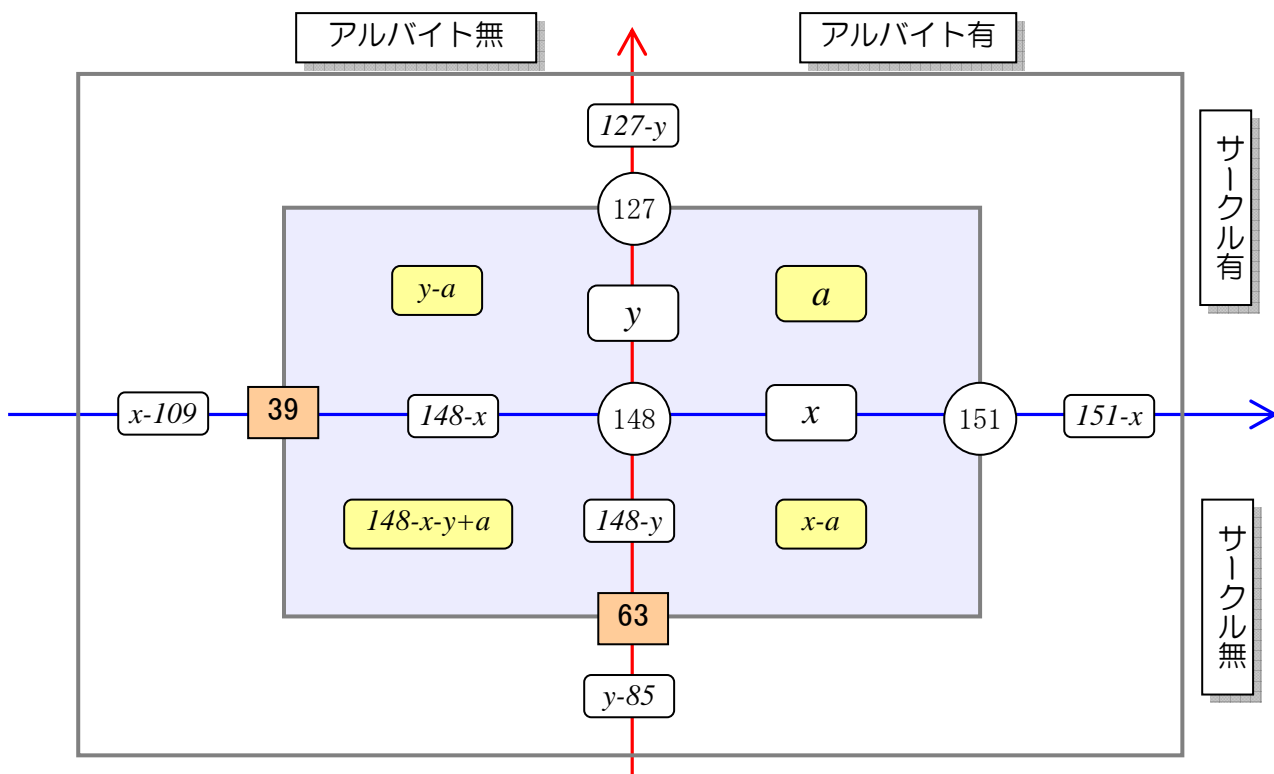 アルバイト無
アルバイト有
127-y
サークル有
127
y-a
a
y
x-109
39
148-x
148
x
151
151-x
148-x-y+a
148-y
x-a
サークル無
63
y-85